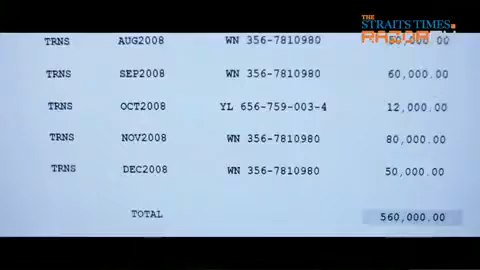 THE
STRAITS TIMES
TRNS AUG2008 WN 356-7810980
TRNS SEP2008 WN 356-7810980 60,000.00
TRNS OCT2008 YL 656-759-003-4 12,000.00
TRNS NOV2008 WN 356-7810980 80,000.00
TRNS DEC2008 WN 356-7810980 50,000.00
TOTAL 560,000.00